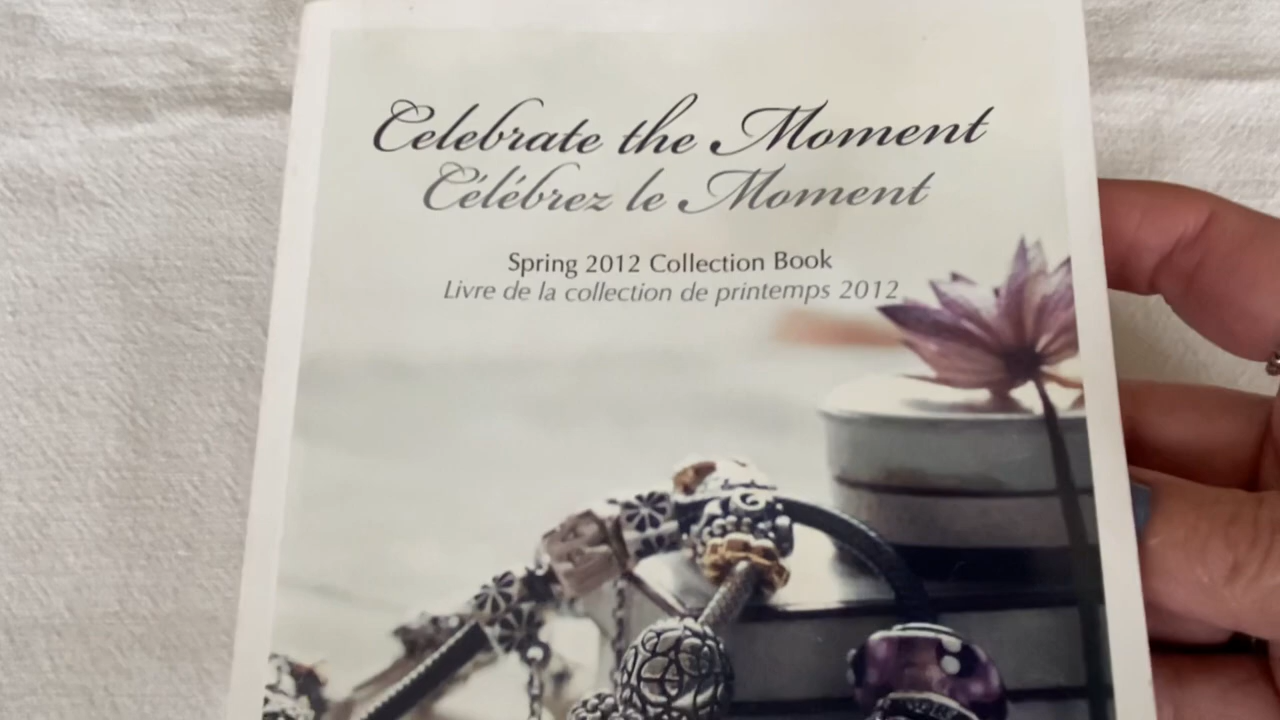 Celebrate the Moment
Célébrez le Moment
Spring 2012 Collection Book
Livre de la collection de printemps 2012